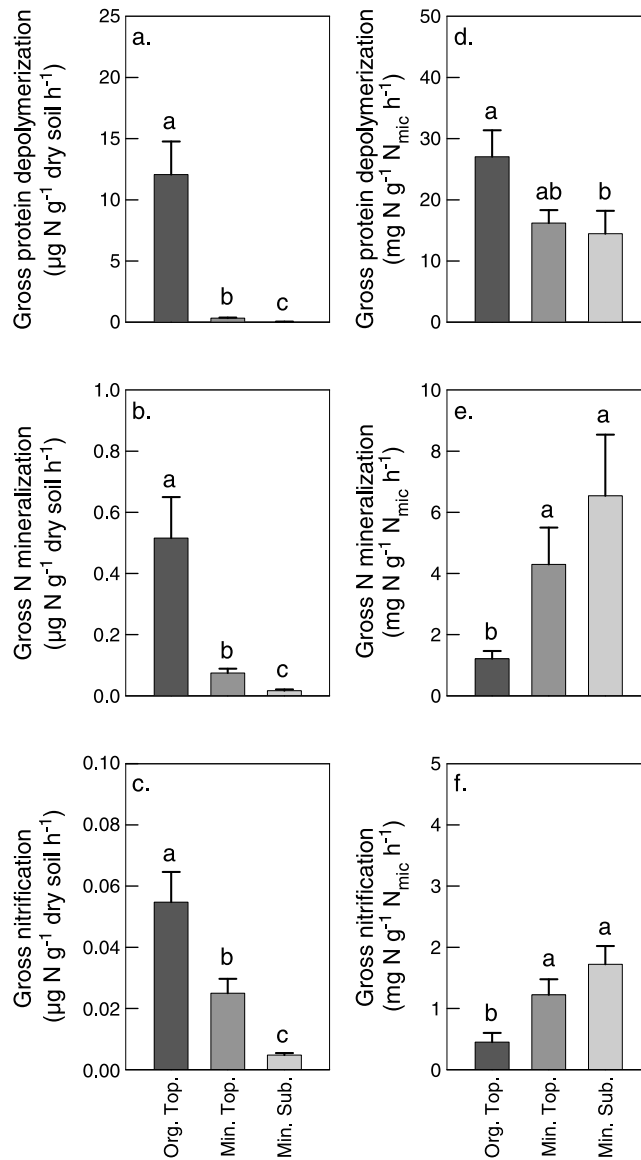 Gross protein depolymerization
(µg N g⁻¹ dry soil h⁻¹)
25
20
15
10
5
0
a.
a
b
c
Gross protein depolymerization
(mg N g⁻¹ Nmic h⁻¹)
50
40
30
20
10
0
d.
a
ab
b
Gross N mineralization
(µg N g⁻¹ dry soil h⁻¹)
1.0
0.8
0.6
0.4
0.2
0.0
b.
a
b
c
Gross N mineralization
(mg N g⁻¹ Nmic h⁻¹)
10
8
6
4
2
0
e.
b
a
a
Gross nitrification
(µg N g⁻¹ dry soil h⁻¹)
0.10
0.08
0.06
0.04
0.02
0.00
c.
a
b
c
Org. Top.
Min. Top.
Min. Sub.
Gross nitrification
(mg N g⁻¹ Nmic h⁻¹)
5
4
3
2
1
0
f.
b
a
a
Org. Top.
Min. Top.
Min. Sub.